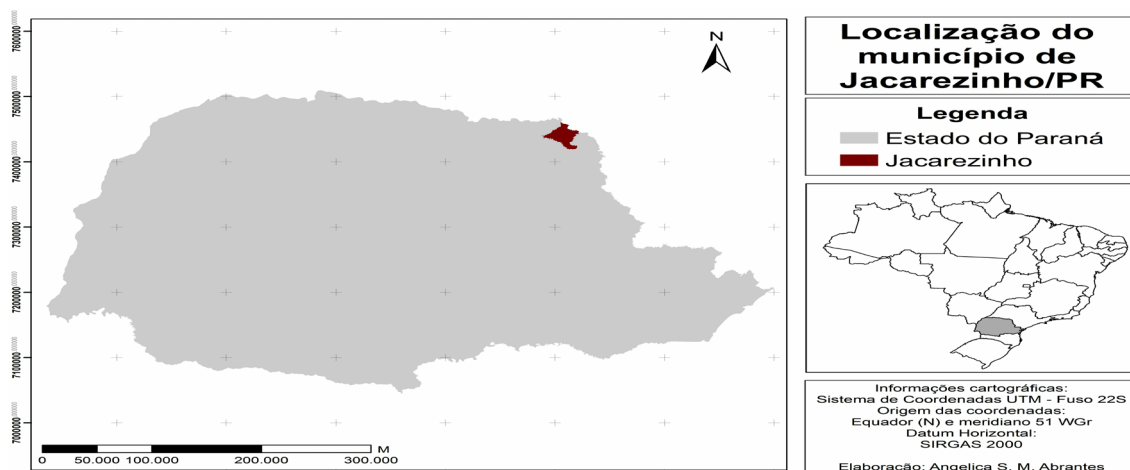 7600000
7500000
7400000
7300000
7200000
7100000
7000000
N
0 50.000 100.000 200.000 300.000
M
Localização do
município de
Jacarezinho/PR
Legenda
Estado do Paraná
Jacarezinho
Informações cartográficas:
Sistema de Coordenadas UTM - Fuso 22S
Origem das coordenadas:
Equador (N) e meridiano 51 WGr
Datum Horizontal:
SIRGAS 2000
Elaboração: Angelica S. M. Abrantes